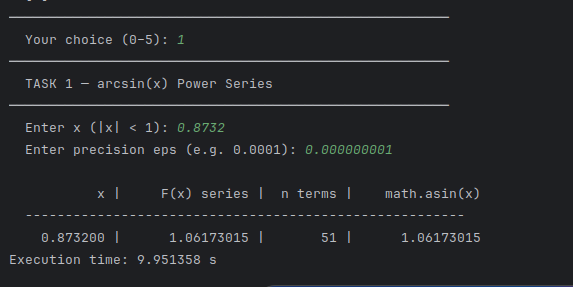 Your choice (0-5): 1
TASK 1 — arcsin(x) Power Series
Enter x (|x| < 1): 0.8732
Enter precision eps (e.g. 0.0001): 0.000000001
x | F(x) series | n terms | math.asin(x)
--------------------------------------------------------
0.873200 | 1.06173015 | 51 | 1.06173015
Execution time: 9.951358 s